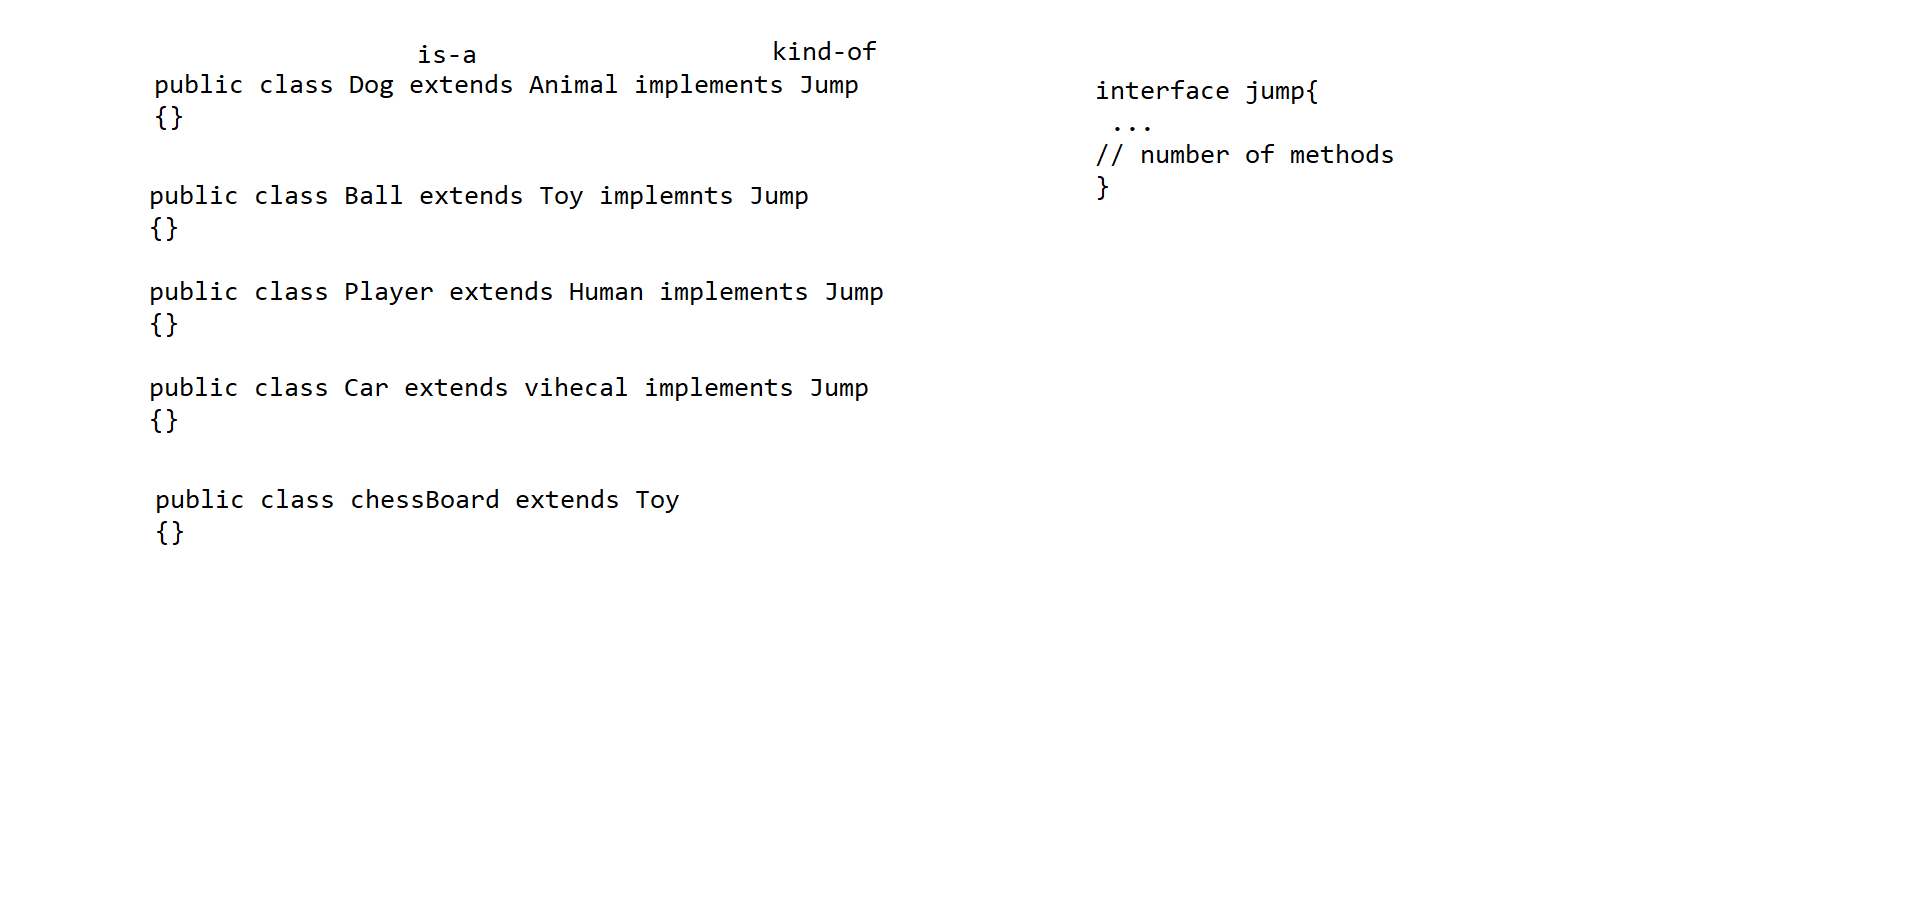 is-a kind-of
public class Dog extends Animal implements Jump
{}
public class Ball extends Toy implemnts Jump
{}
public class Player extends Human implements Jump
{}
public class Car extends vihecal implements Jump
{}
public class chessBoard extends Toy
{}
interface jump{
...
// number of methods
}